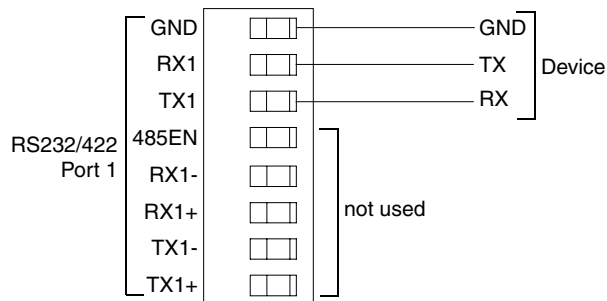 GND
RX1
TX1
485EN
RX1-
RX1+
TX1-
TX1+
RS232/422
Port 1
GND
TX
RX
Device
not used